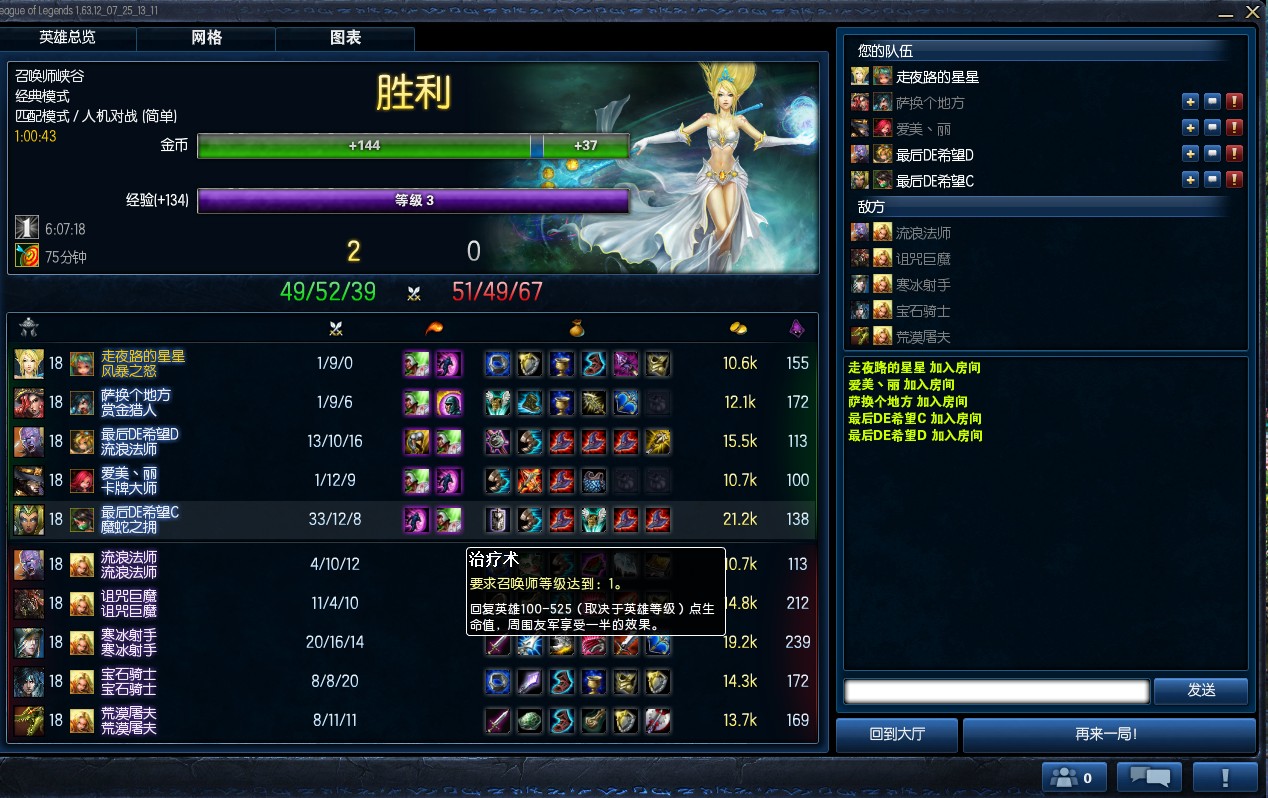 eague of Legends 1.63.12_07_25_13_11
英雄总览 网格 图表
召唤师峡谷
经典模式
匹配模式 / 人机对战 (简单)
1:00:43
胜利
金币 +144 +37
经验(+134) 等级 3
1 6:07:18
75分钟
2 0
49/52/39 51/49/67
18 走夜路的星星 风暴之怒 1/9/0 10.6k 155
18 萨换个地方 赏金猎人 1/9/6 12.1k 172
18 最后DE希望D 流浪法师 13/10/16 15.5k 113
18 爱美丶丽 卡牌大师 1/12/9 10.7k 100
18 最后DE希望C 魔蛇之拥 33/12/8 21.2k 138
18 流浪法师 流浪法师 4/10/12 0.7k 113
18 诅咒巨魔 诅咒巨魔 11/4/10 4.8k 212
18 寒冰射手 寒冰射手 20/16/14 19.2k 239
18 宝石骑士 宝石骑士 8/8/20 14.3k 172
18 荒漠屠夫 荒漠屠夫 8/11/11 13.7k 169
治疗术
要求召唤师等级达到：1。
回复英雄100-525（取决于英雄等级）点生
命值，周围友军享受一半的效果。
您的队伍
走夜路的星星
萨换个地方
爱美丶丽
最后DE希望D
最后DE希望C
敌方
流浪法师
诅咒巨魔
寒冰射手
宝石骑士
荒漠屠夫
走夜路的星星 加入房间
爱美丶丽 加入房间
萨换个地方 加入房间
最后DE希望C 加入房间
最后DE希望D 加入房间
发送
回到大厅 再来一局!
0